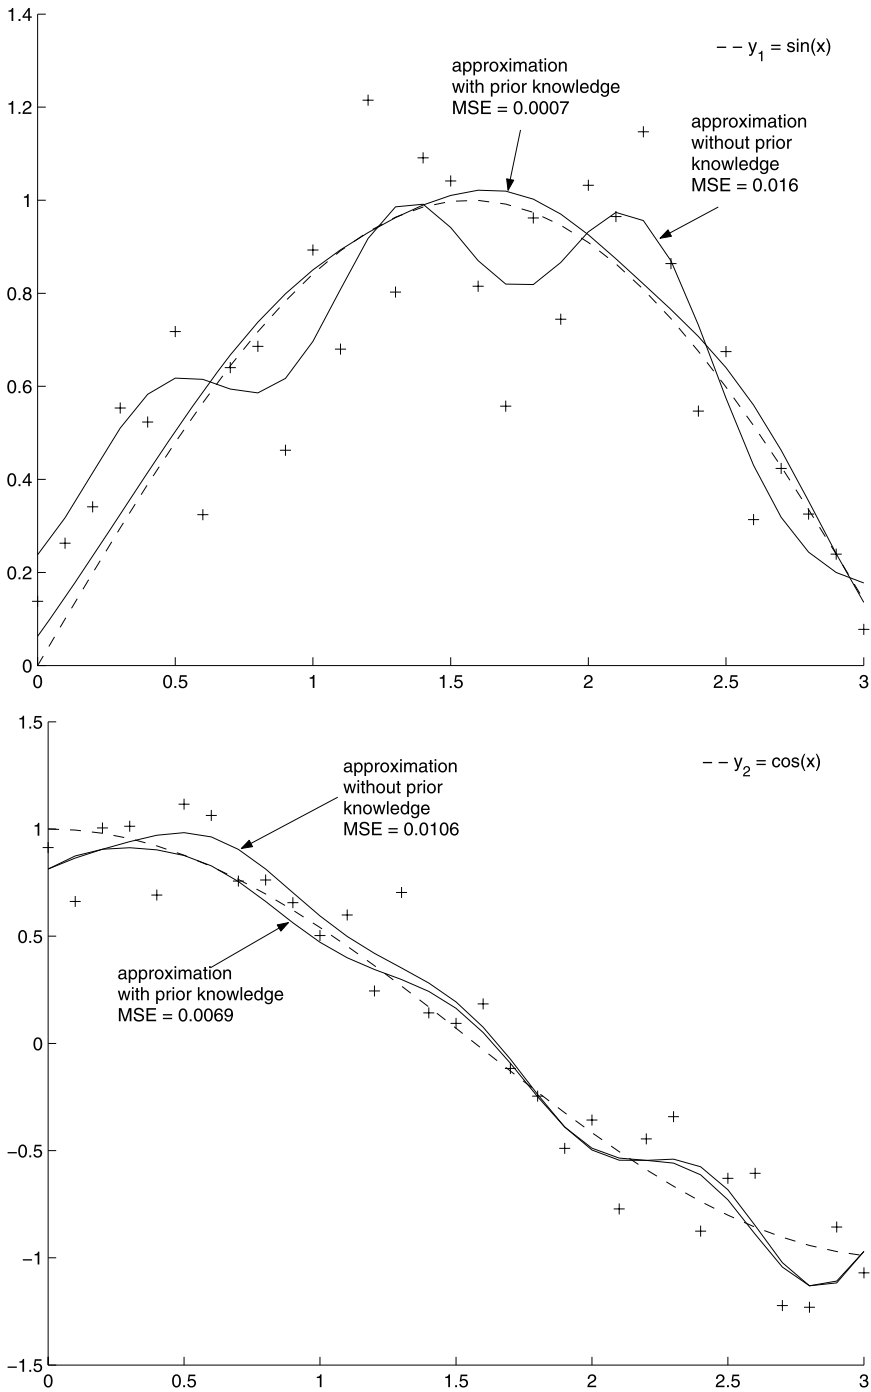 1.4
y1 = sin(x)
approximation
with prior knowledge
MSE = 0.0007
1.2
approximation
without prior
knowledge
MSE = 0.016
1
0.8
0.6
0.4
0.2
0
0 0.5 1 1.5 2 2.5 3
1.5
y2 = cos(x)
approximation
without prior
knowledge
MSE = 0.0106
1
0.5
approximation
with prior knowledge
MSE = 0.0069
0
−0.5
−1
−1.5
0 0.5 1 1.5 2 2.5 3